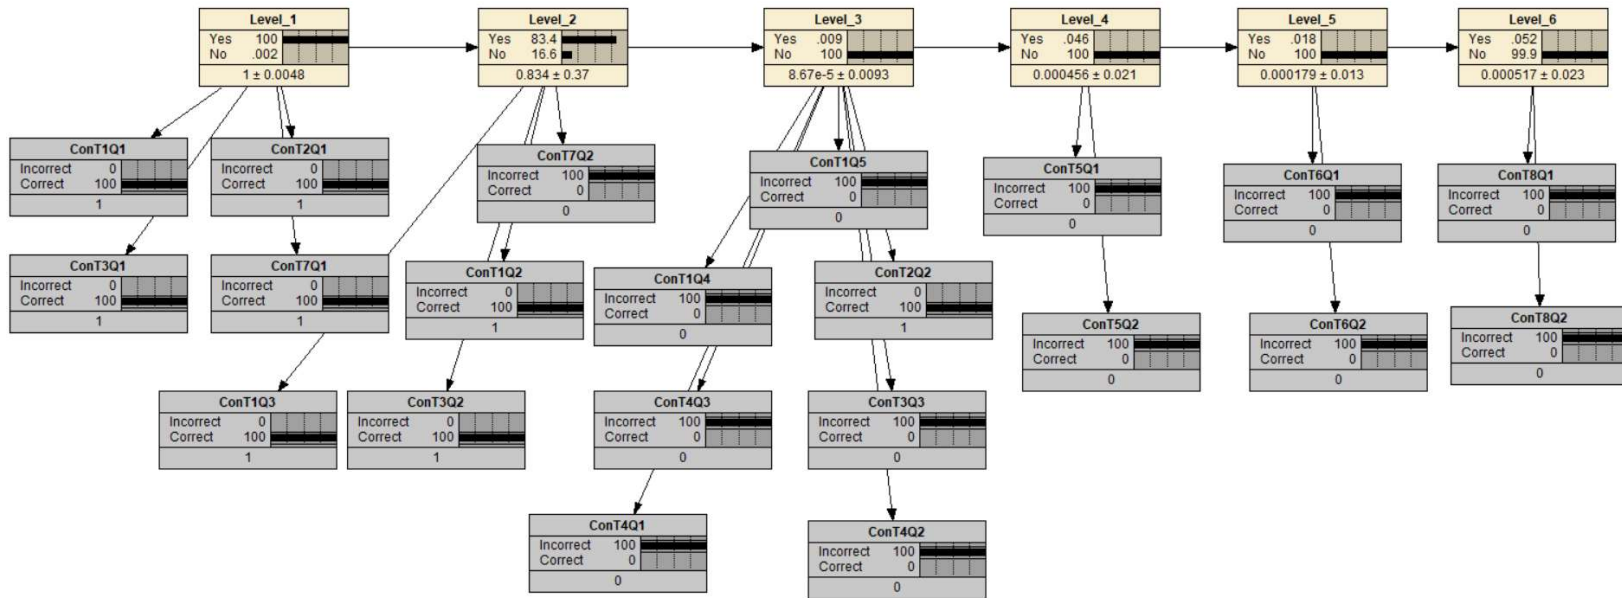 Level_1
Yes 100
No .002
1 ± 0.0048
Level_2
Yes 83.4
No 16.6
0.834 ± 0.37
Level_3
Yes .009
No 100
8.67e-5 ± 0.0093
Level_4
Yes .046
No 100
0.000456 ± 0.021
Level_5
Yes .018
No 100
0.000179 ± 0.013
Level_6
Yes .052
No 99.9
0.000517 ± 0.023
ConT1Q1
Incorrect 0
Correct 100
1
ConT2Q1
Incorrect 0
Correct 100
1
ConT7Q2
Incorrect 100
Correct 0
0
ConT1Q5
Incorrect 100
Correct 0
0
ConT5Q1
Incorrect 100
Correct 0
0
ConT6Q1
Incorrect 100
Correct 0
0
ConT8Q1
Incorrect 100
Correct 0
0
ConT3Q1
Incorrect 0
Correct 100
1
ConT7Q1
Incorrect 0
Correct 100
1
ConT1Q2
Incorrect 0
Correct 100
1
ConT1Q4
Incorrect 100
Correct 0
0
ConT2Q2
Incorrect 0
Correct 100
1
ConT5Q2
Incorrect 100
Correct 0
0
ConT6Q2
Incorrect 100
Correct 0
0
ConT8Q2
Incorrect 100
Correct 0
0
ConT1Q3
Incorrect 0
Correct 100
1
ConT3Q2
Incorrect 0
Correct 100
1
ConT4Q3
Incorrect 100
Correct 0
0
ConT3Q3
Incorrect 100
Correct 0
0
ConT4Q1
Incorrect 100
Correct 0
0
ConT4Q2
Incorrect 100
Correct 0
0